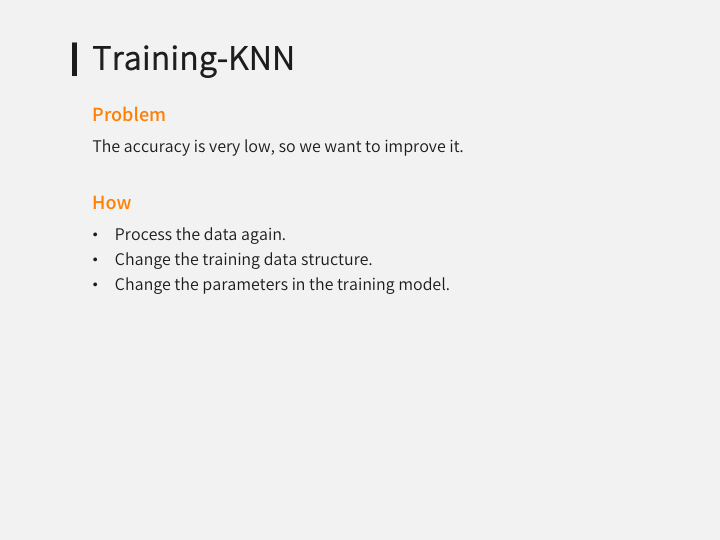 Training-KNN
Problem
The accuracy is very low, so we want to improve it.
How
• Process the data again.
• Change the training data structure.
• Change the parameters in the training model.